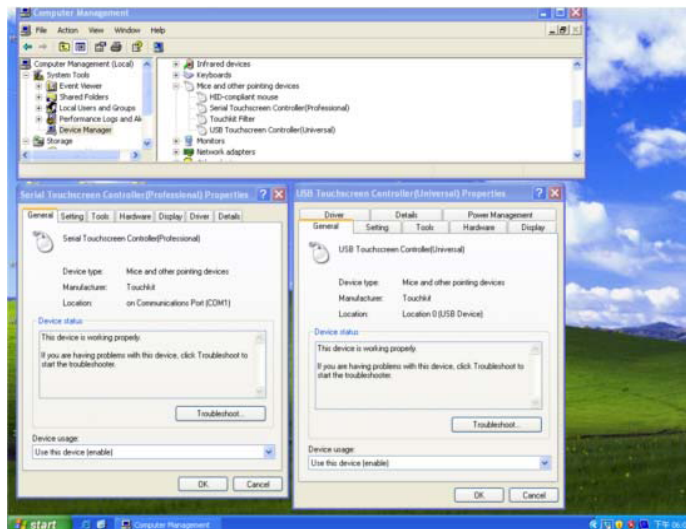 Computer Management
File Action View Window Help
Computer Management (Local)
System Tools
Event Viewer
Shared Folders
Local Users and Groups
Performance Logs and Al
Device Manager
Storage
Infrared devices
Keyboards
Mice and other pointing devices
HID-compliant mouse
Serial Touchscreen Controller(Professional)
Touchkit Filter
USB Touchscreen Controller(Universal)
Monitors
Network adapters
Serial Touchscreen Controller(Professional) Properties
General Setting Tools Hardware Display Driver Details
Serial Touchscreen Controller(Professional)
Device type: Mice and other pointing devices
Manufacturer: Touchkit
Location: on Communications Port (COM1)
Device status
This device is working properly.
If you are having problems with this device, click Troubleshoot to
start the troubleshooter.
Troubleshoot...
Device usage:
Use this device (enable)
OK Cancel
USB Touchscreen Controller(Universal) Properties
Driver Details Power Management
General Setting Tools Hardware Display
USB Touchscreen Controller(Universal)
Device type: Mice and other pointing devices
Manufacturer: Touchkit
Location: Location 0 (USB Device)
Device status
This device is working properly.
If you are having problems with this device, click Troubleshoot to
start the troubleshooter.
Troubleshoot...
Device usage:
Use this device (enable)
OK Cancel
start
Computer Management
下午